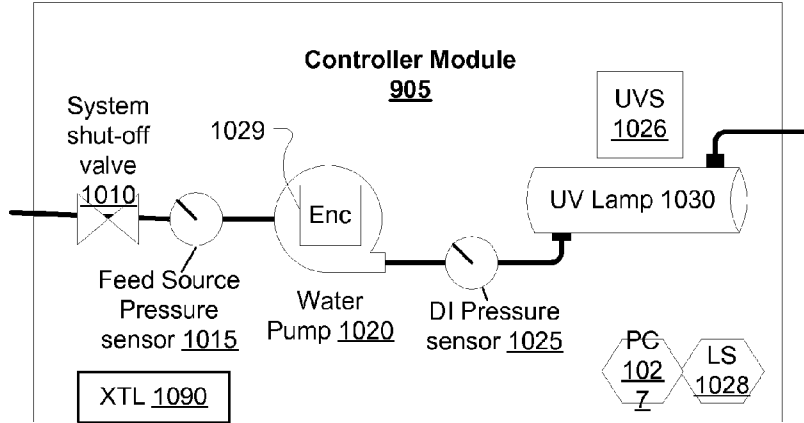 Controller Module
905
System
shut-off
valve
1010
1029
Enc
UVS
1026
UV Lamp 1030
Feed Source
Pressure
sensor 1015
Water
Pump 1020
DI Pressure
sensor 1025
PC
102
7
LS
1028
XTL 1090